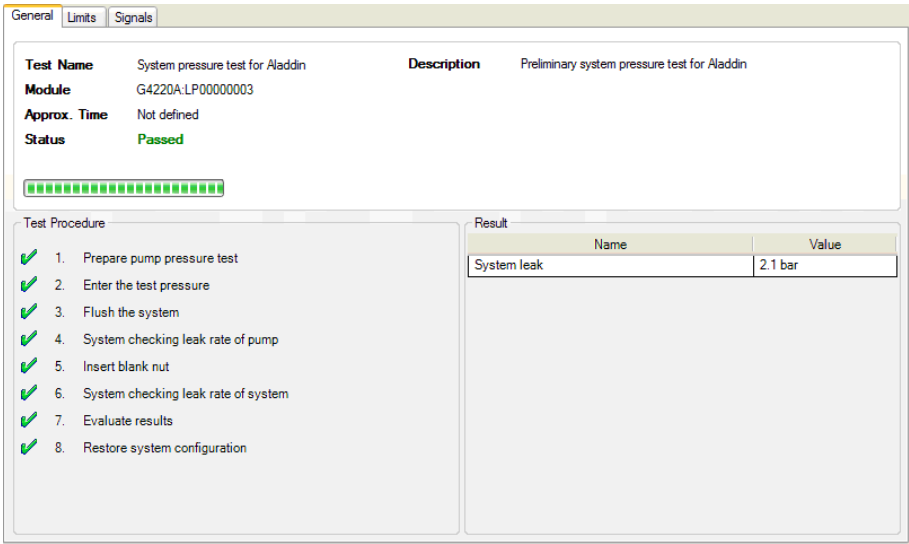 General Limits Signals
Test Name System pressure test for Aladdin Description Preliminary system pressure test for Aladdin
Module G4220A:LP00000003
Approx. Time Not defined
Status Passed
Test Procedure
1. Prepare pump pressure test
2. Enter the test pressure
3. Flush the system
4. System checking leak rate of pump
5. Insert blank nut
6. System checking leak rate of system
7. Evaluate results
8. Restore system configuration
Result
Name Value
System leak 2.1 bar